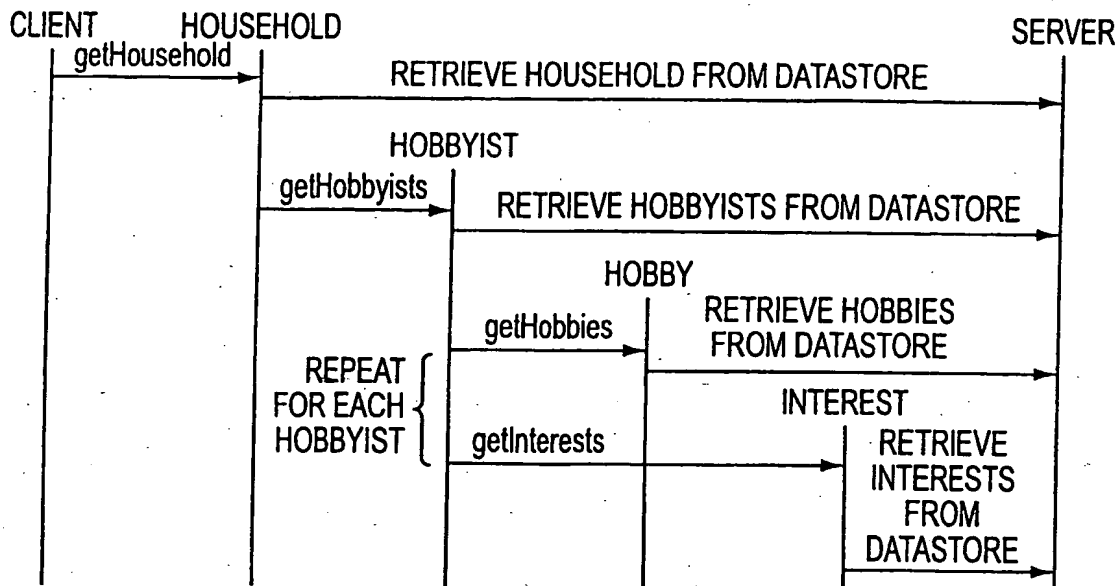 CLIENT
HOUSEHOLD
SERVER
getHousehold
RETRIEVE HOUSEHOLD FROM DATASTORE
HOBBYIST
getHobbyists
RETRIEVE HOBBYISTS FROM DATASTORE
HOBBY
getHobbies
RETRIEVE HOBBIES
FROM DATASTORE
REPEAT
FOR EACH
HOBBYIST
INTEREST
getInterests
RETRIEVE
INTERESTS
FROM
DATASTORE